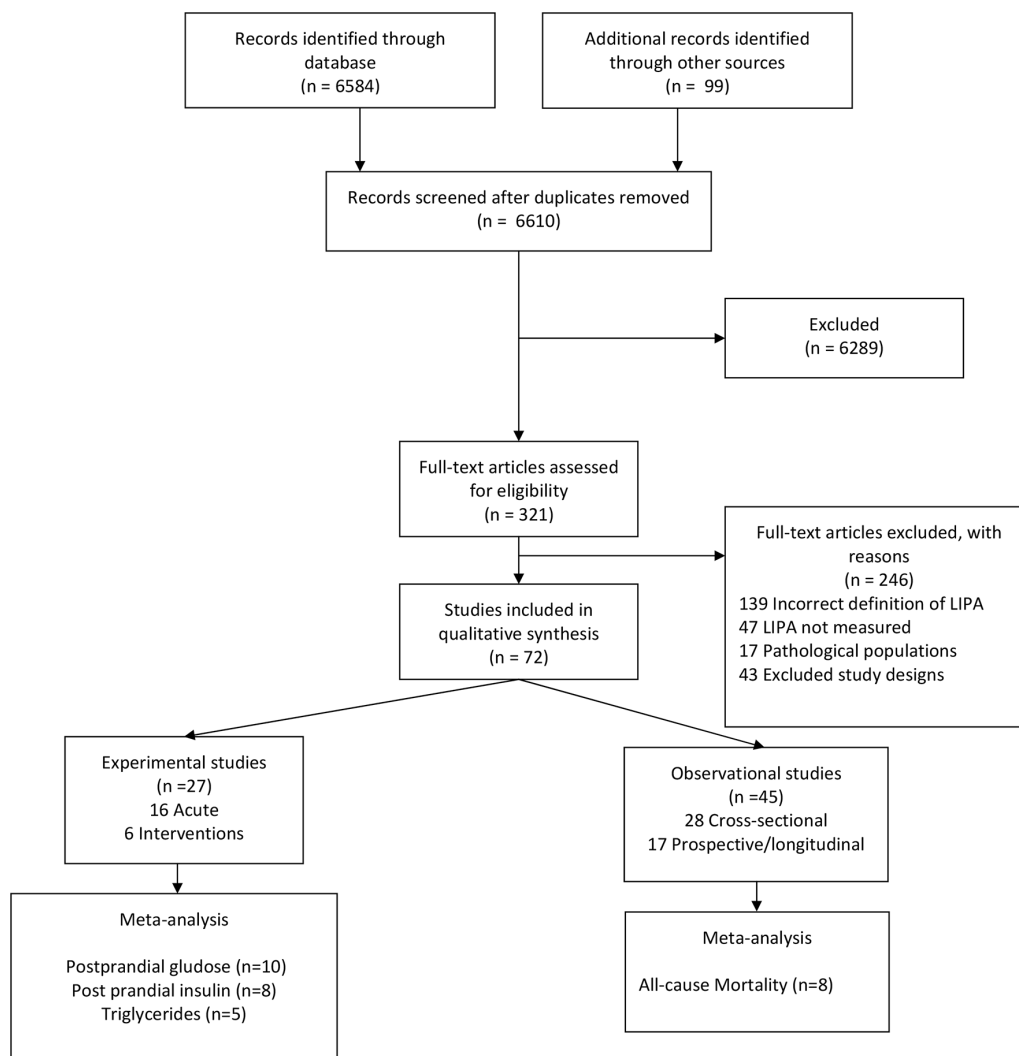 Records identified through
database
(n = 6584)
Additional records identified
through other sources
(n = 99)
Records screened after duplicates removed
(n = 6610)
Excluded
(n = 6289)
Full-text articles assessed
for eligibility
(n = 321)
Full-text articles excluded, with
reasons
(n = 246)
139 Incorrect definition of LIPA
47 LIPA not measured
17 Pathological populations
43 Excluded study designs
Studies included in
qualitative synthesis
(n = 72)
Experimental studies
(n =27)
16 Acute
6 Interventions
Observational studies
(n =45)
28 Cross-sectional
17 Prospective/longitudinal
Meta-analysis
Postprandial gludose (n=10)
Post prandial insulin (n=8)
Triglycerides (n=5)
Meta-analysis
All-cause Mortality (n=8)